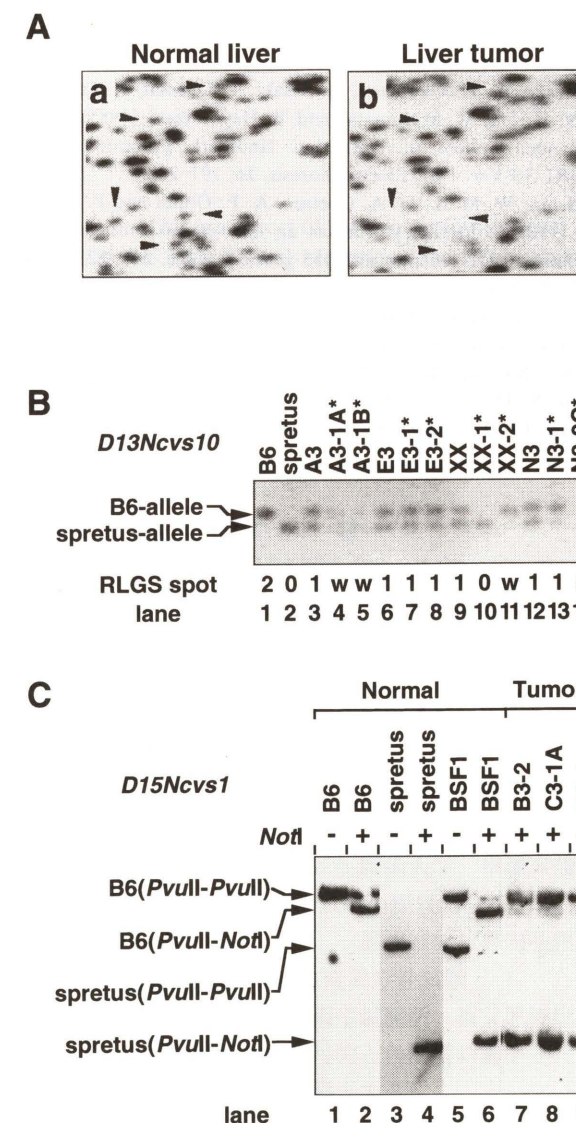 A
Normal liver Liver tumor
a b
B
D13Ncvs10
B6 spretus A3 A3-1A* A3-1B* E3 E3-1* E3-2* XX XX-1* XX-2* N3 N3-1*
B6-allele
spretus-allele
RLGS spot 2 0 1 w w 1 1 1 1 0 w 1 1
lane 1 2 3 4 5 6 7 8 9 10 11 12 13
C
Normal Tumo
D15Ncvs1
B6 B6 spretus spretus BSF1 BSF1 B3-2 C3-1A
NotI - + - + - + + +
B6(PvuII-PvuII)
B6(PvuII-NotI)
spretus(PvuII-PvuII)
spretus(PvuII-NotI)
lane 1 2 3 4 5 6 7 8